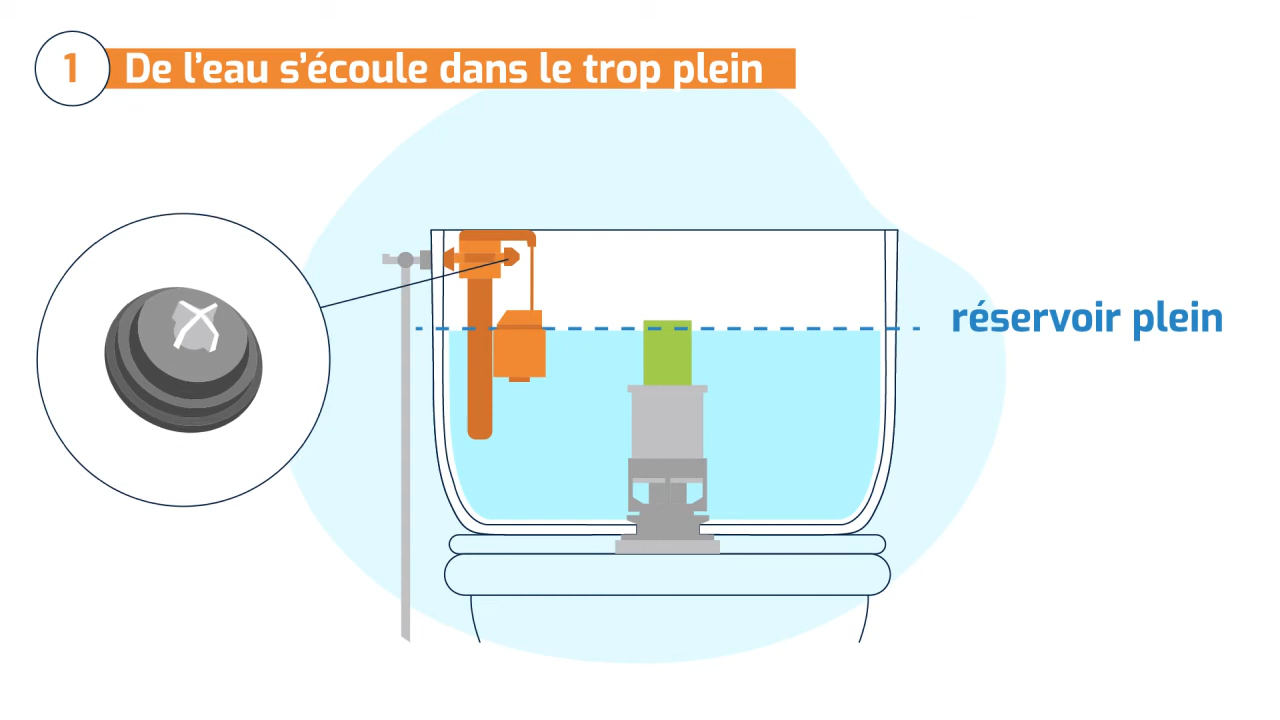 1
De l’eau s’écoule dans le trop plein
réservoir plein